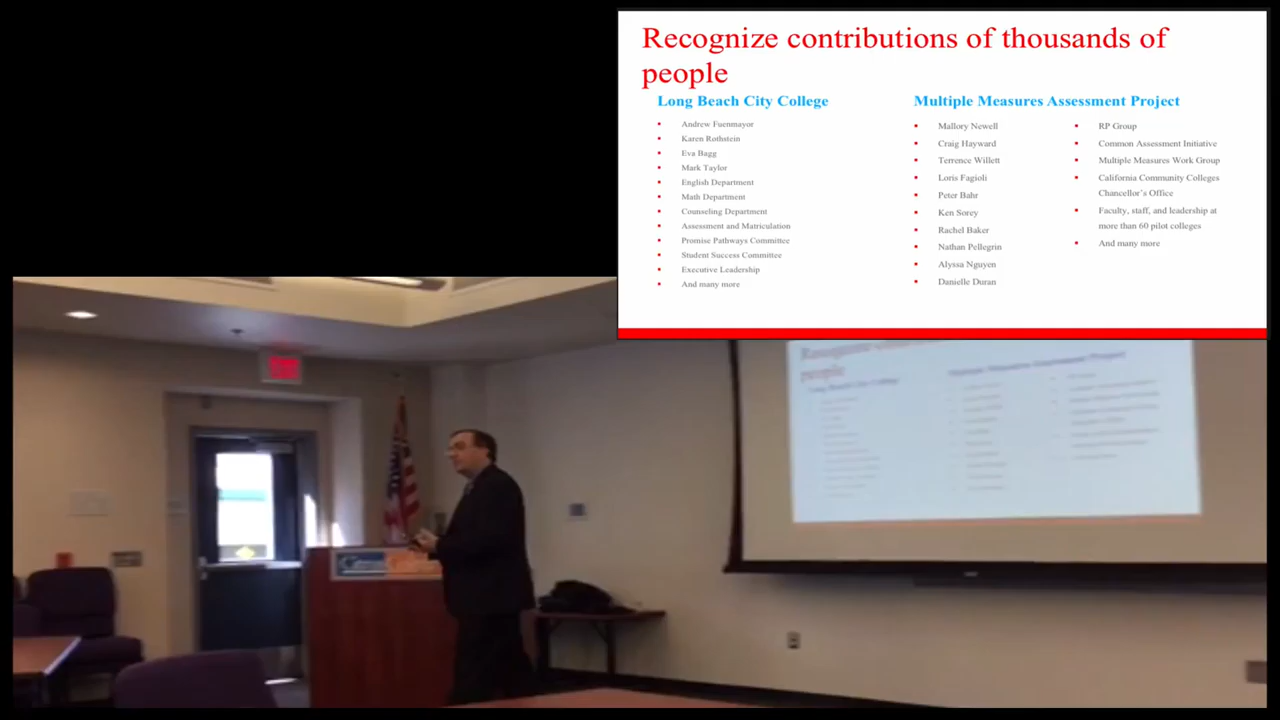 Recognize contributions of thousands of
people
Long Beach City College
Andrew Fuenmayor
Karen Rothstein
Eva Bagg
Mark Taylor
English Department
Math Department
Counseling Department
Assessment and Matriculation
Promise Pathways Committee
Student Success Committee
Executive Leadership
And many more
Multiple Measures Assessment Project
Mallory Newell
Craig Hayward
Terrence Willett
Loris Fagioli
Peter Bahr
Ken Sorey
Rachel Baker
Nathan Pellegrin
Alyssa Nguyen
Danielle Duran
RP Group
Common Assessment Initiative
Multiple Measures Work Group
California Community Colleges
Chancellor's Office
Faculty, staff, and leadership at
more than 60 pilot colleges
And many more